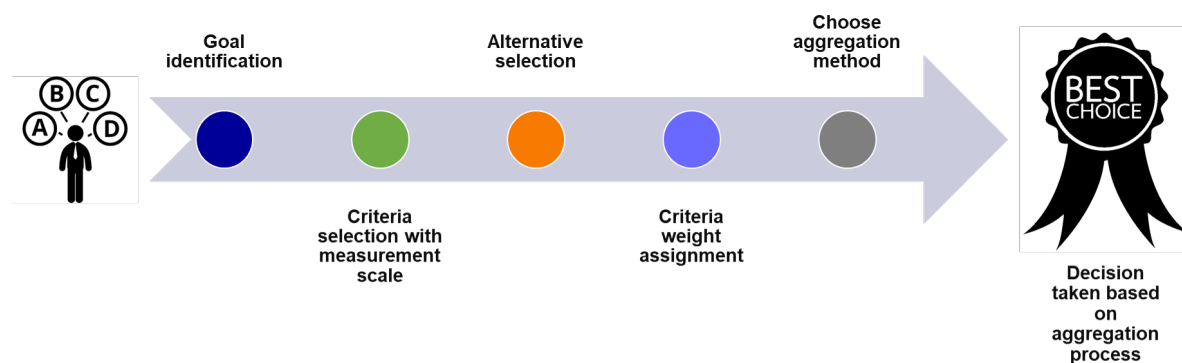 B C
A D
Goal
identification
Criteria
selection with
measurement
scale
Alternative
selection
Criteria
weight
assignment
Choose
aggregation
method
BEST
CHOICE
Decision
taken based
on
aggregation
process